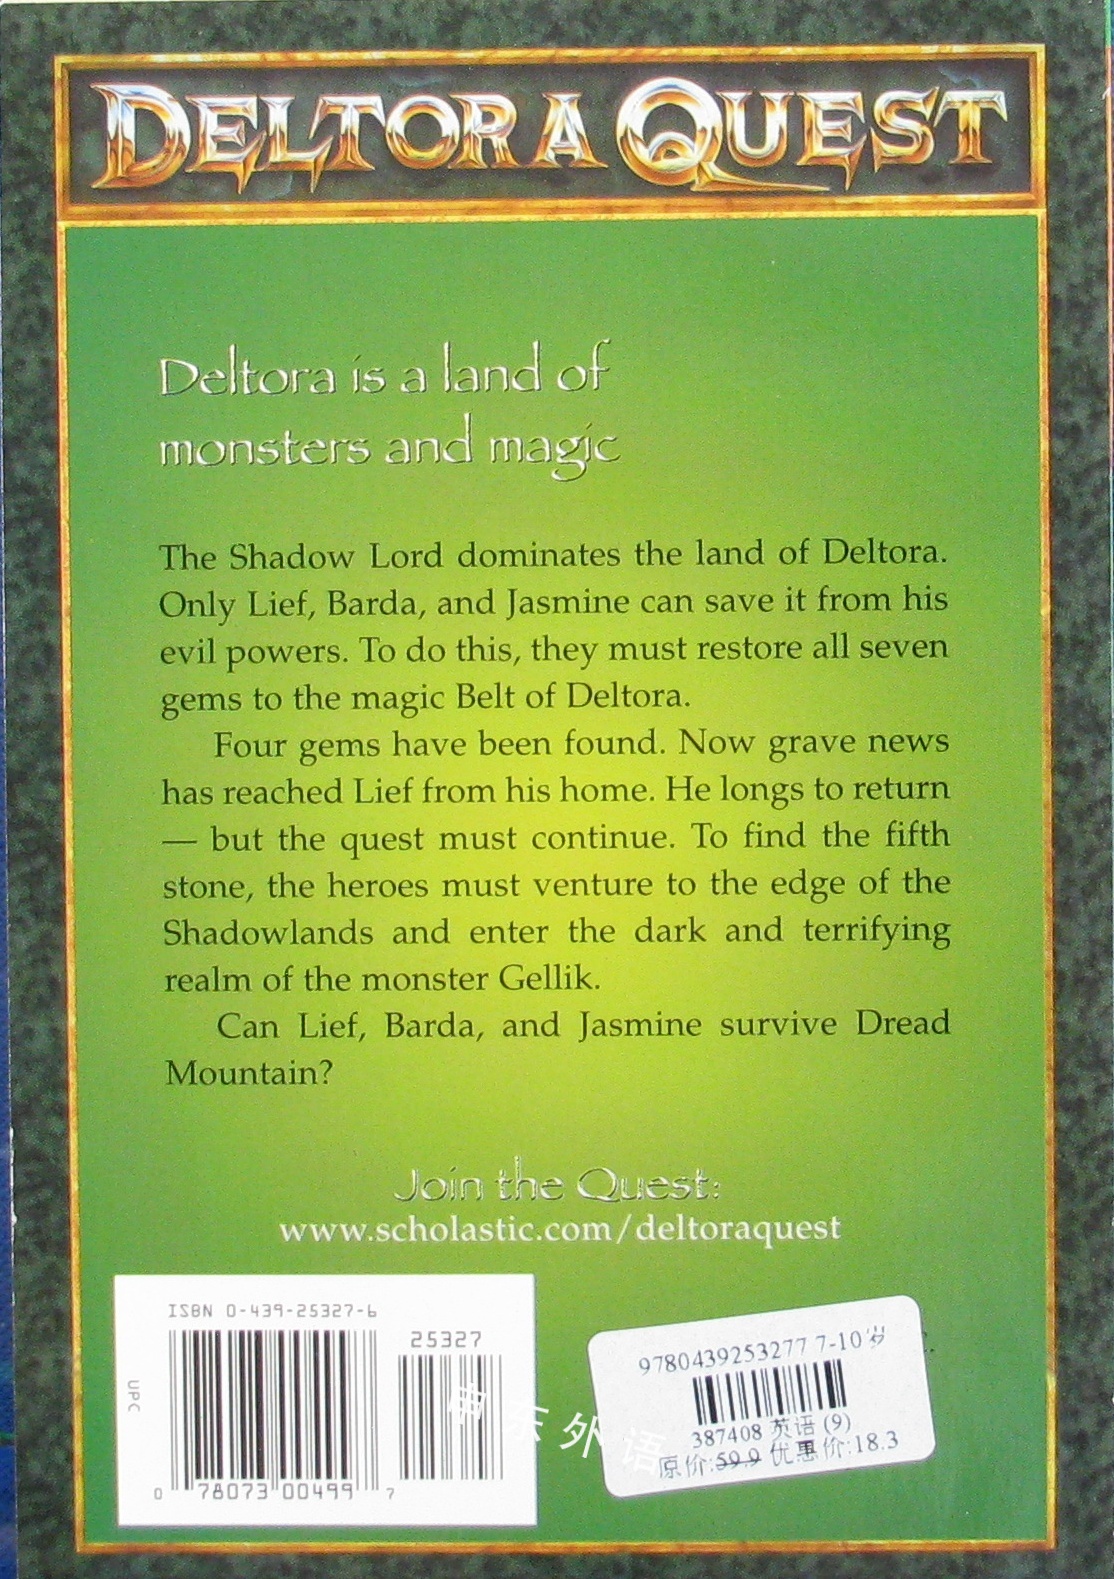 DELTORA QUEST
Deltora is a land of
monsters and magic
The Shadow Lord dominates the land of Deltora.
Only Lief, Barda, and Jasmine can save it from his
evil powers. To do this, they must restore all seven
gems to the magic Belt of Deltora.
Four gems have been found. Now grave news
has reached Lief from his home. He longs to return
— but the quest must continue. To find the fifth
stone, the heroes must venture to the edge of the
Shadowlands and enter the dark and terrifying
realm of the monster Gellik.
Can Lief, Barda, and Jasmine survive Dread
Mountain?
Join the Quest:
www.scholastic.com/deltoraquest
ISBN 0-439-25327-6
25327
UPC
0 78073 00499 7
9780439253277 7-10岁
387408 英语 (9)
原价:59.9 优惠价:18.3
外语